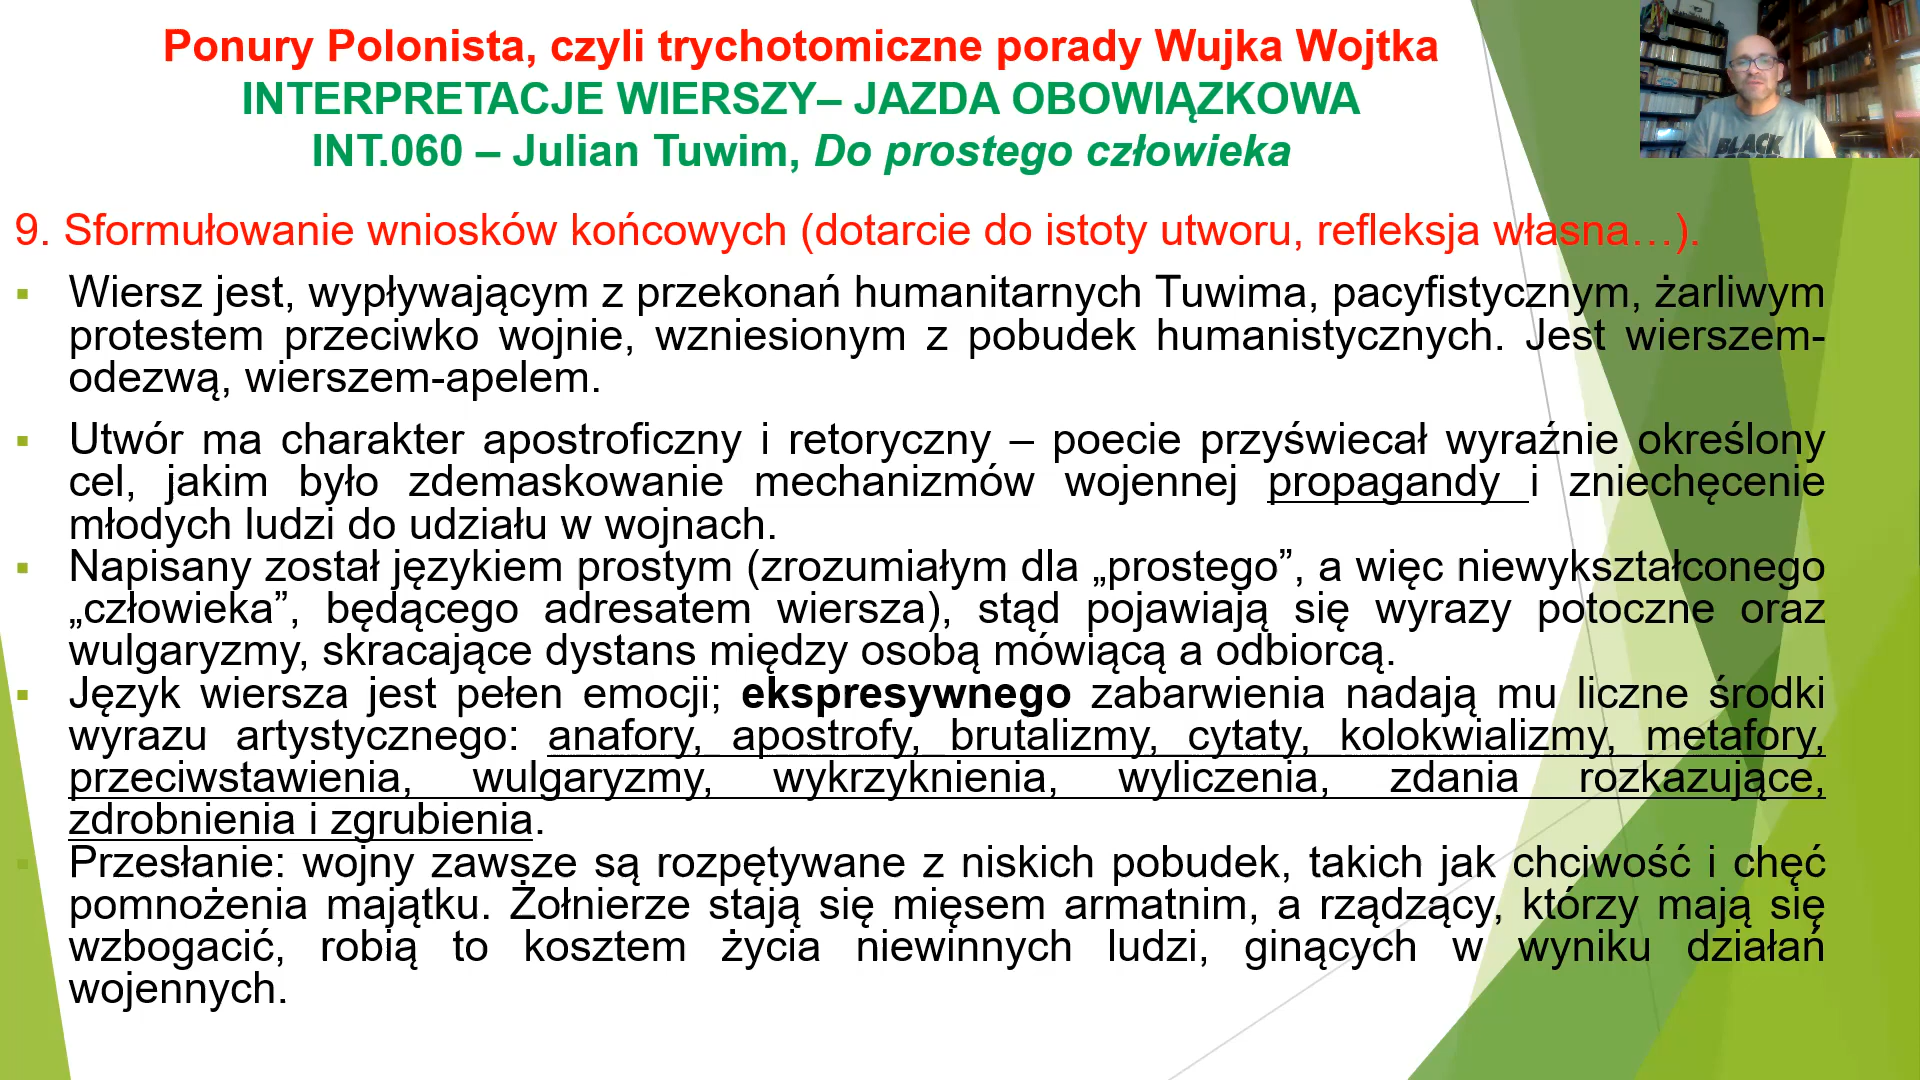 Ponury Polonista, czyli trychotomiczne porady Wujka Wojtka
INTERPRETACJE WIERSZY– JAZDA OBOWIĄZKOWA
INT.060 – Julian Tuwim, Do prostego człowieka
9. Sformułowanie wniosków końcowych (dotarcie do istoty utworu, refleksja własna…).
▪ Wiersz jest, wypływającym z przekonań humanitarnych Tuwima, pacyfistycznym, żarliwym
protestem przeciwko wojnie, wzniesionym z pobudek humanistycznych. Jest wierszem-
odezwą, wierszem-apelem.
▪ Utwór ma charakter apostroficzny i retoryczny – poecie przyświecał wyraźnie określony
cel, jakim było zdemaskowanie mechanizmów wojennej propagandy i zniechęcenie
młodych ludzi do udziału w wojnach.
▪ Napisany został językiem prostym (zrozumiałym dla „prostego”, a więc niewykształconego
„człowieka”, będącego adresatem wiersza), stąd pojawiają się wyrazy potoczne oraz
wulgaryzmy, skracające dystans między osobą mówiącą a odbiorcą.
▪ Język wiersza jest pełen emocji; ekspresywnego zabarwienia nadają mu liczne środki
wyrazu artystycznego: anafory, apostrofy, brutalizmy, cytaty, kolokwializmy, metafory,
przeciwstawienia, wulgaryzmy, wykrzyknienia, wyliczenia, zdania rozkazujące,
zdrobnienia i zgrubienia.
▪ Przesłanie: wojny zawsze są rozpętywane z niskich pobudek, takich jak chciwość i chęć
pomnożenia majątku. Żołnierze stają się mięsem armatnim, a rządzący, którzy mają się
wzbogacić, robią to kosztem życia niewinnych ludzi, ginących w wyniku działań
wojennych.
BLACK